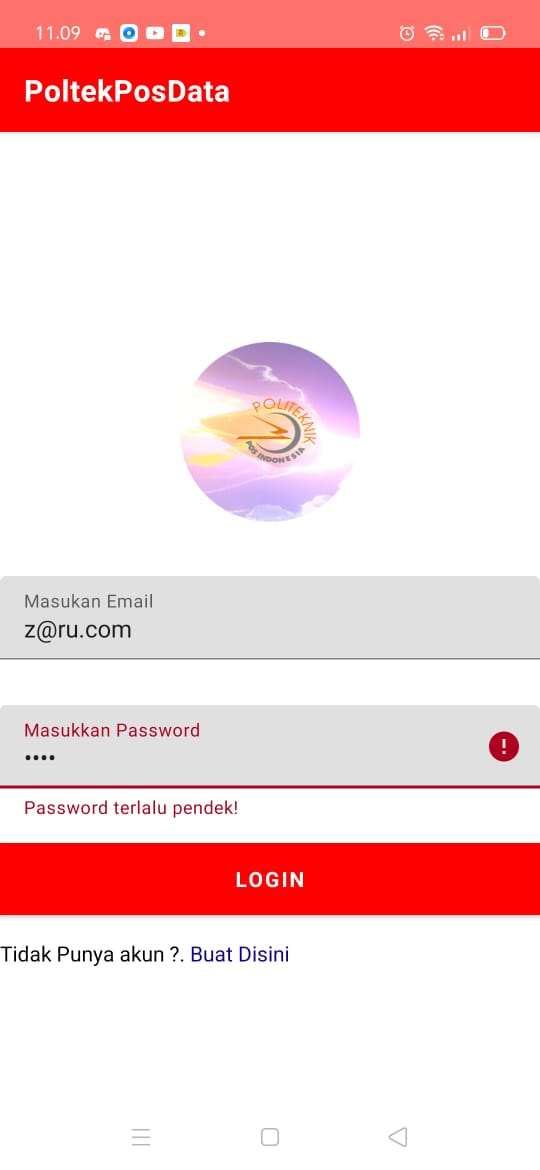 11.09
PoltekPosData
POLITEKNIK
POS INDONESIA
Masukan Email
z@ru.com
Masukkan Password
••••
Password terlalu pendek!
LOGIN
Tidak Punya akun ?. Buat Disini